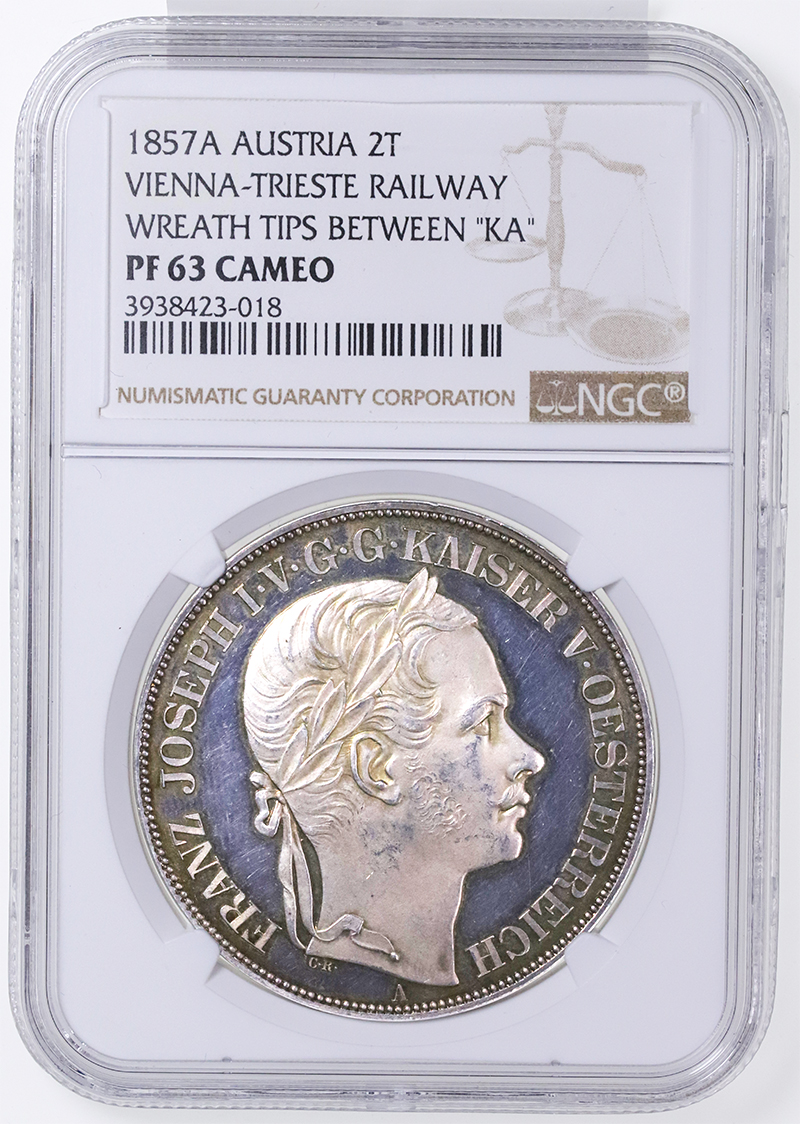 1857A AUSTRIA 2T
VIENNA-TRIESTE RAILWAY
WREATH TIPS BETWEEN "KA"
PF 63 CAMEO
3938423-018
NUMISMATIC GUARANTY CORPORATION NGC®
FRANZ JOSEPH I·V·G·G·KAISER V·OESTERREICH
C·R·
A